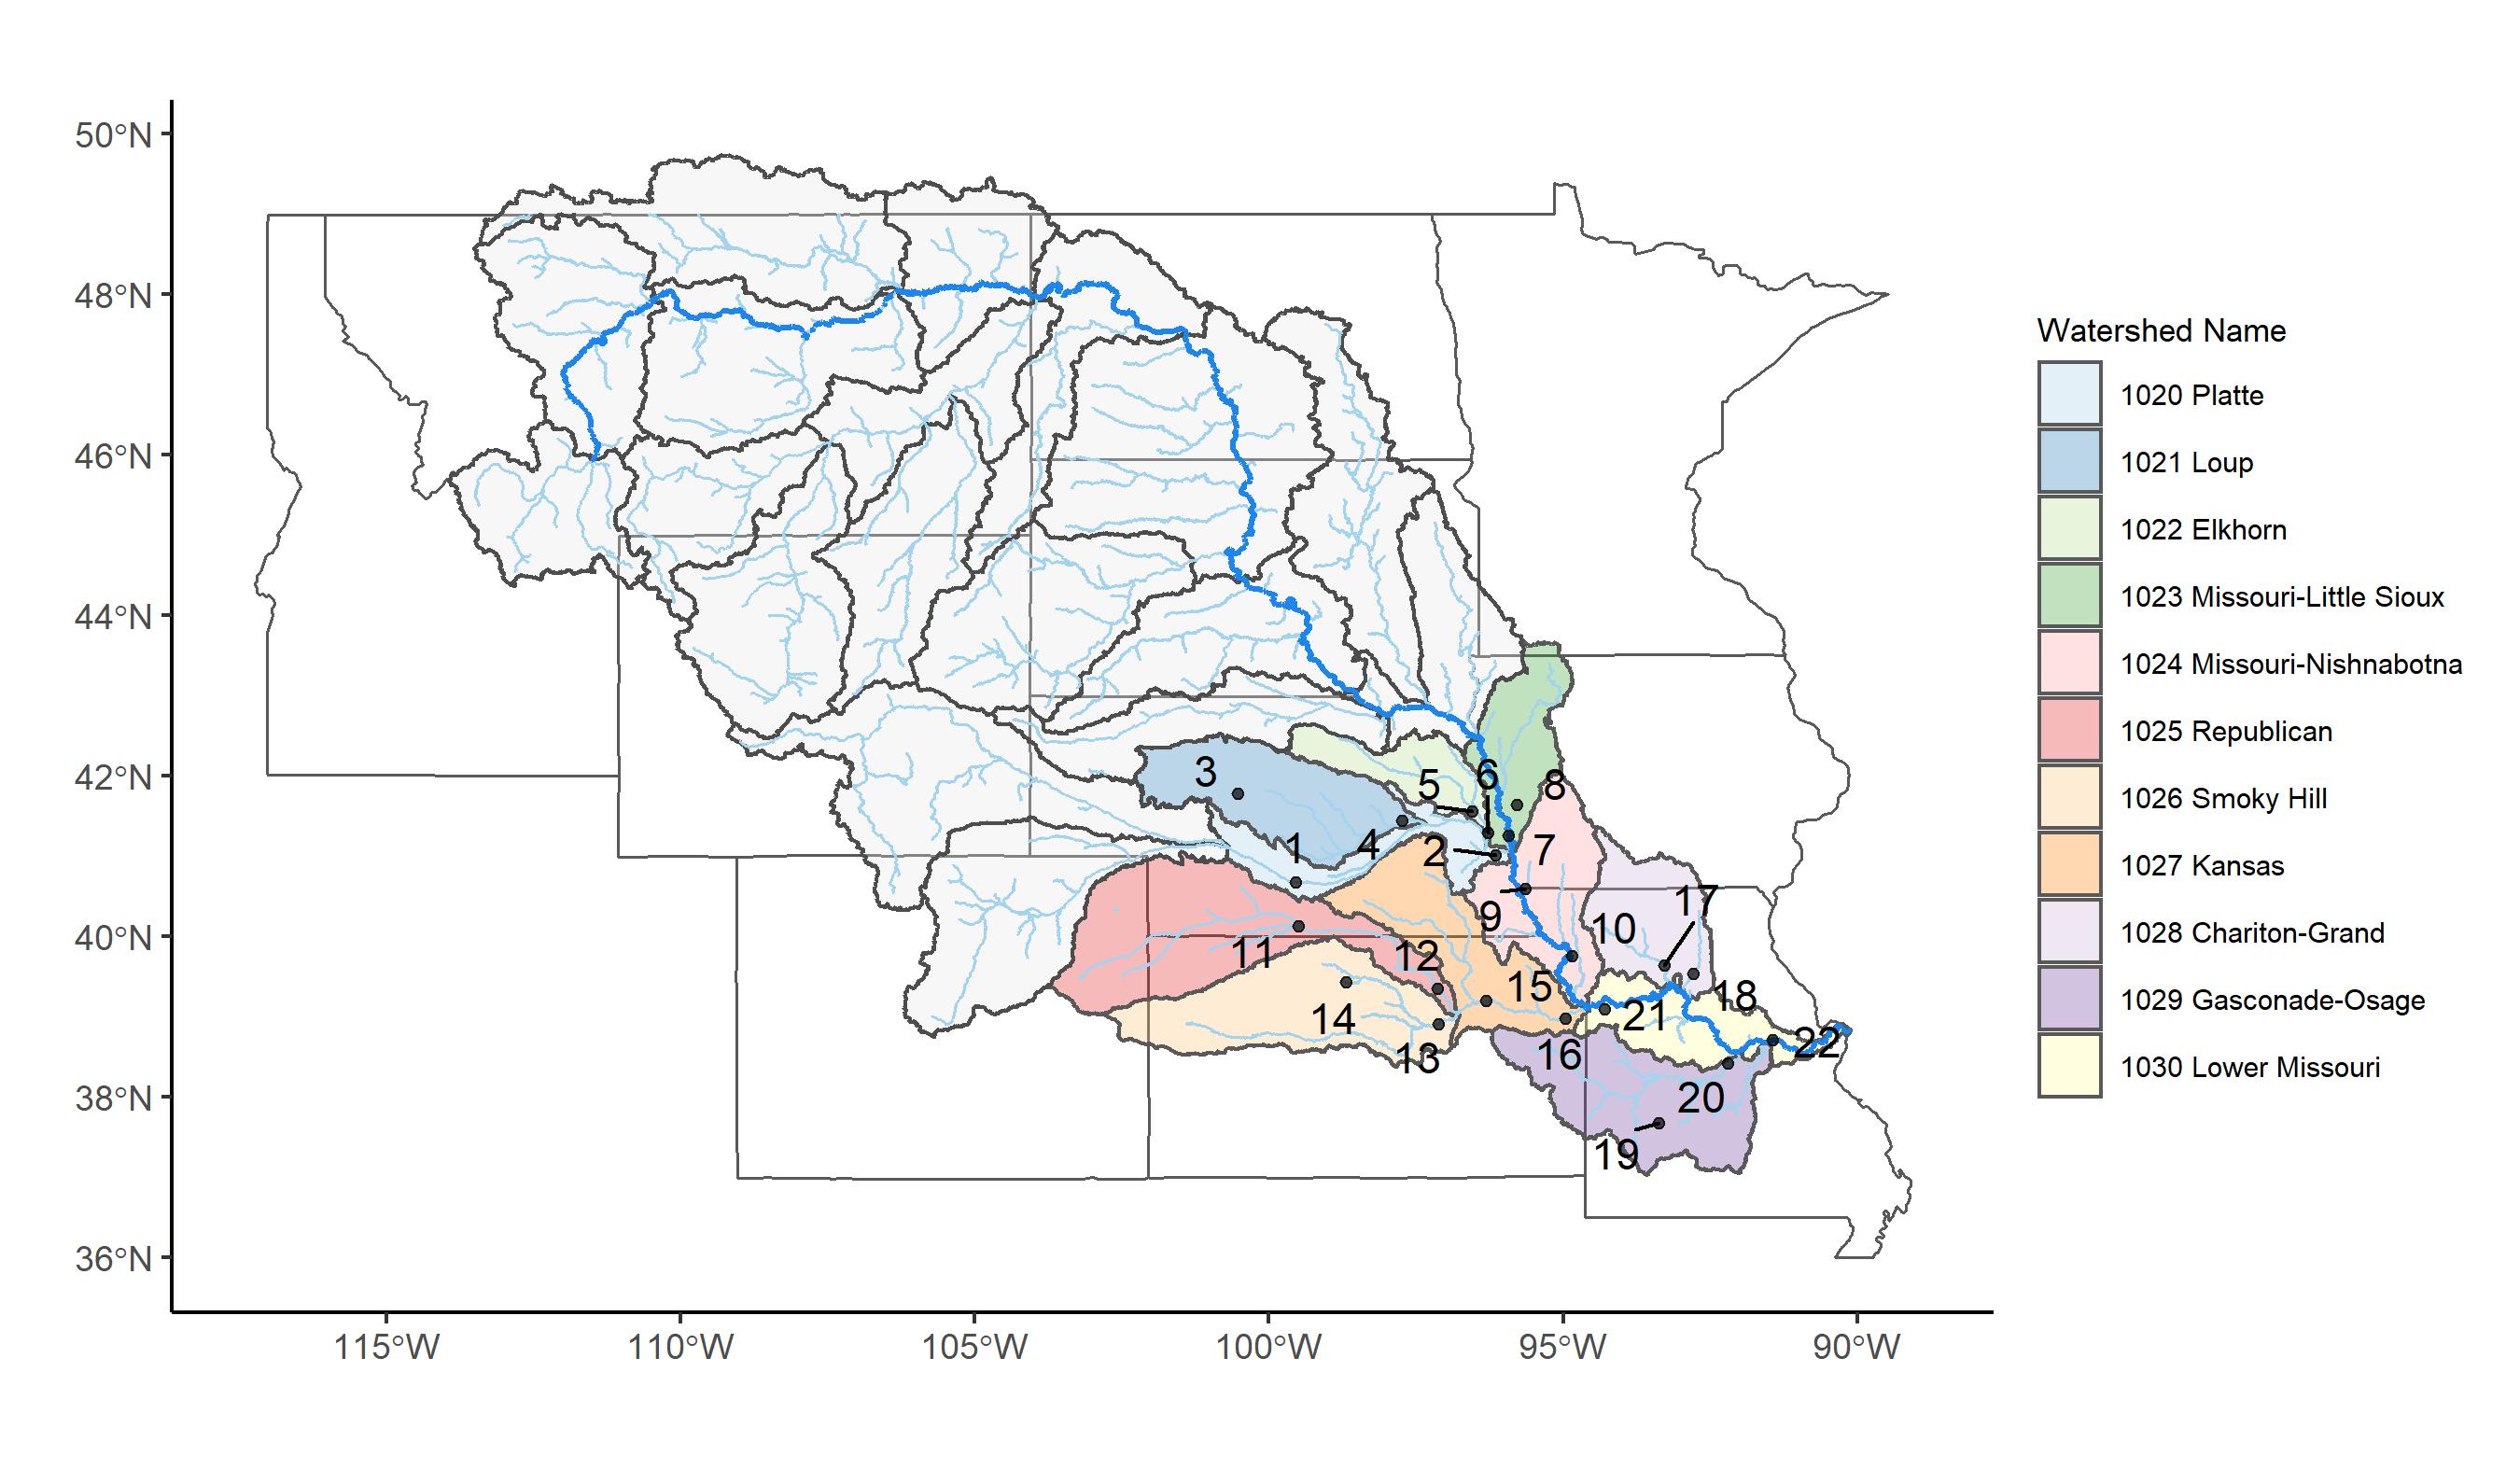 50°N
48°N
46°N
44°N
42°N
40°N
38°N
36°N
115°W
110°W
105°W
100°W
95°W
90°W
3
5
6
8
1
4
2
7
9
17
10
11
12
15
18
14
21
13
16
22
20
19
Watershed Name
1020 Platte
1021 Loup
1022 Elkhorn
1023 Missouri-Little Sioux
1024 Missouri-Nishnabotna
1025 Republican
1026 Smoky Hill
1027 Kansas
1028 Chariton-Grand
1029 Gasconade-Osage
1030 Lower Missouri